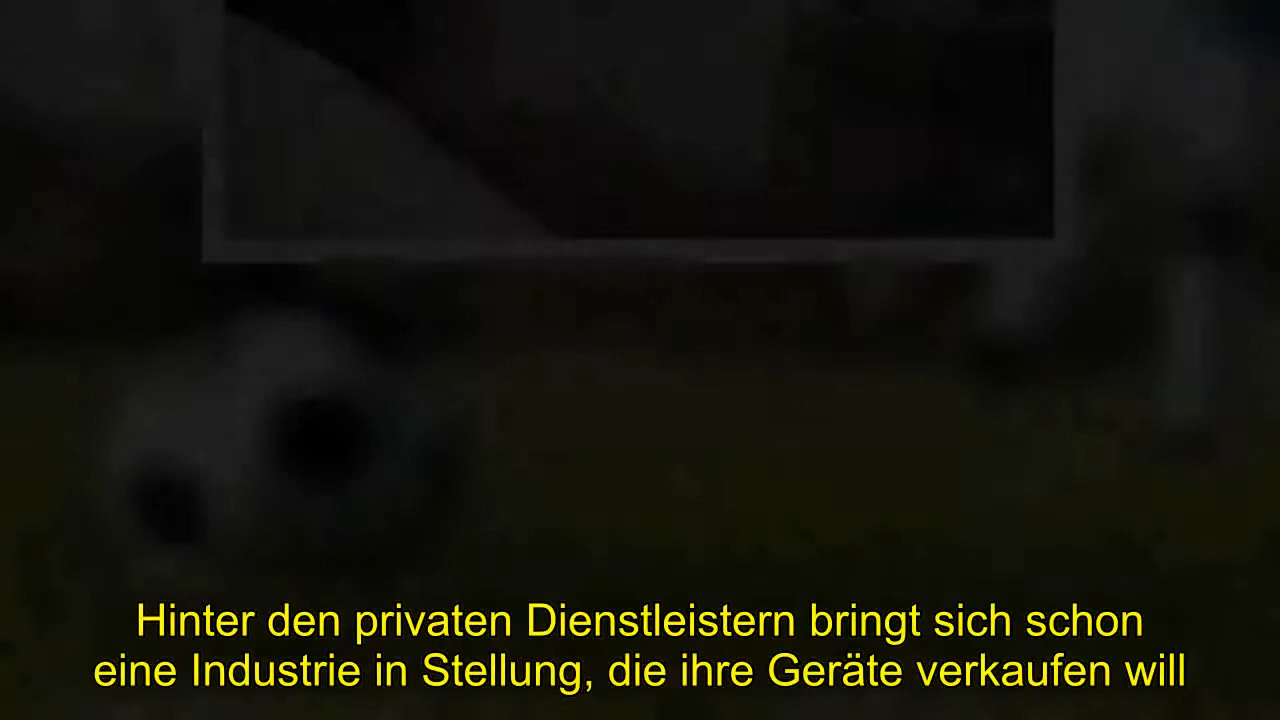 Hinter den privaten Dienstleistern bringt sich schon
eine Industrie in Stellung, die ihre Geräte verkaufen will